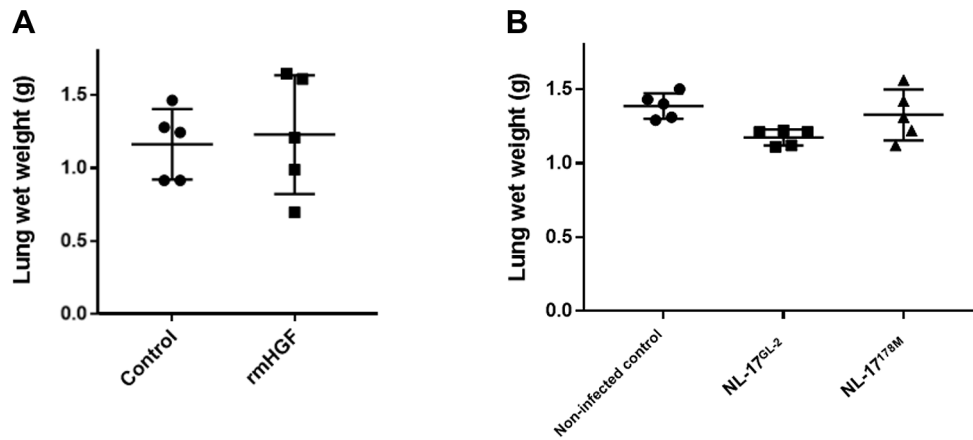 A
Lung wet weight (g)
1.5
1.0
0.5
0.0
Control
rmHGF
B
Lung wet weight (g)
1.5
1.0
0.5
0.0
Non-infected control
NL-17GL-2
NL-17178M